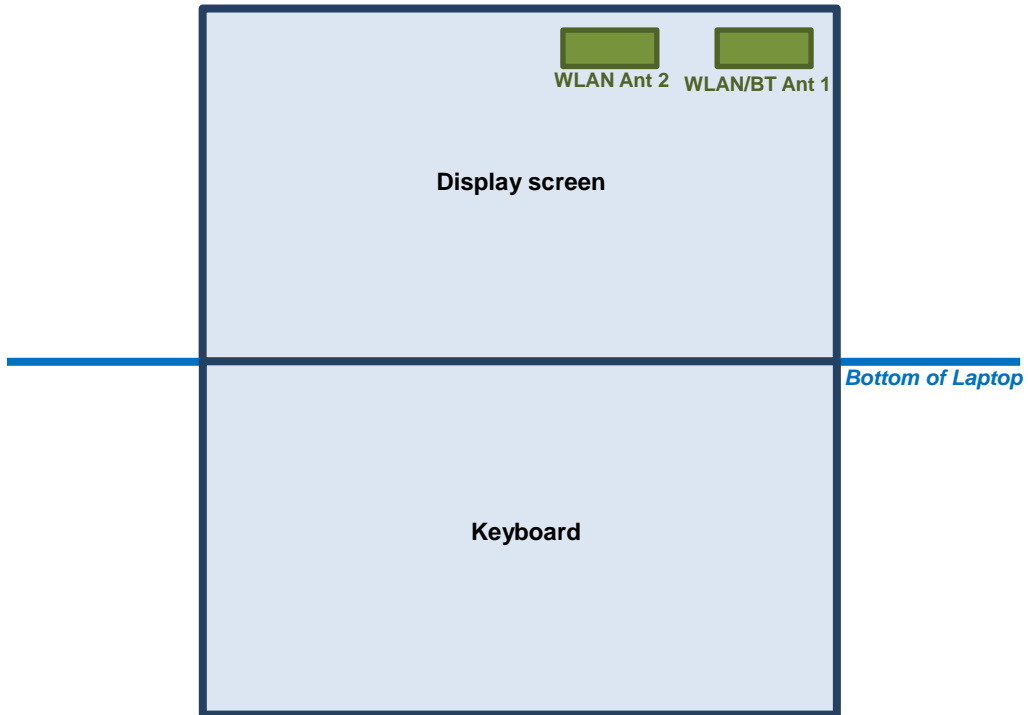 WLAN Ant 2
WLAN/BT Ant 1
Display screen
Bottom of Laptop
Keyboard